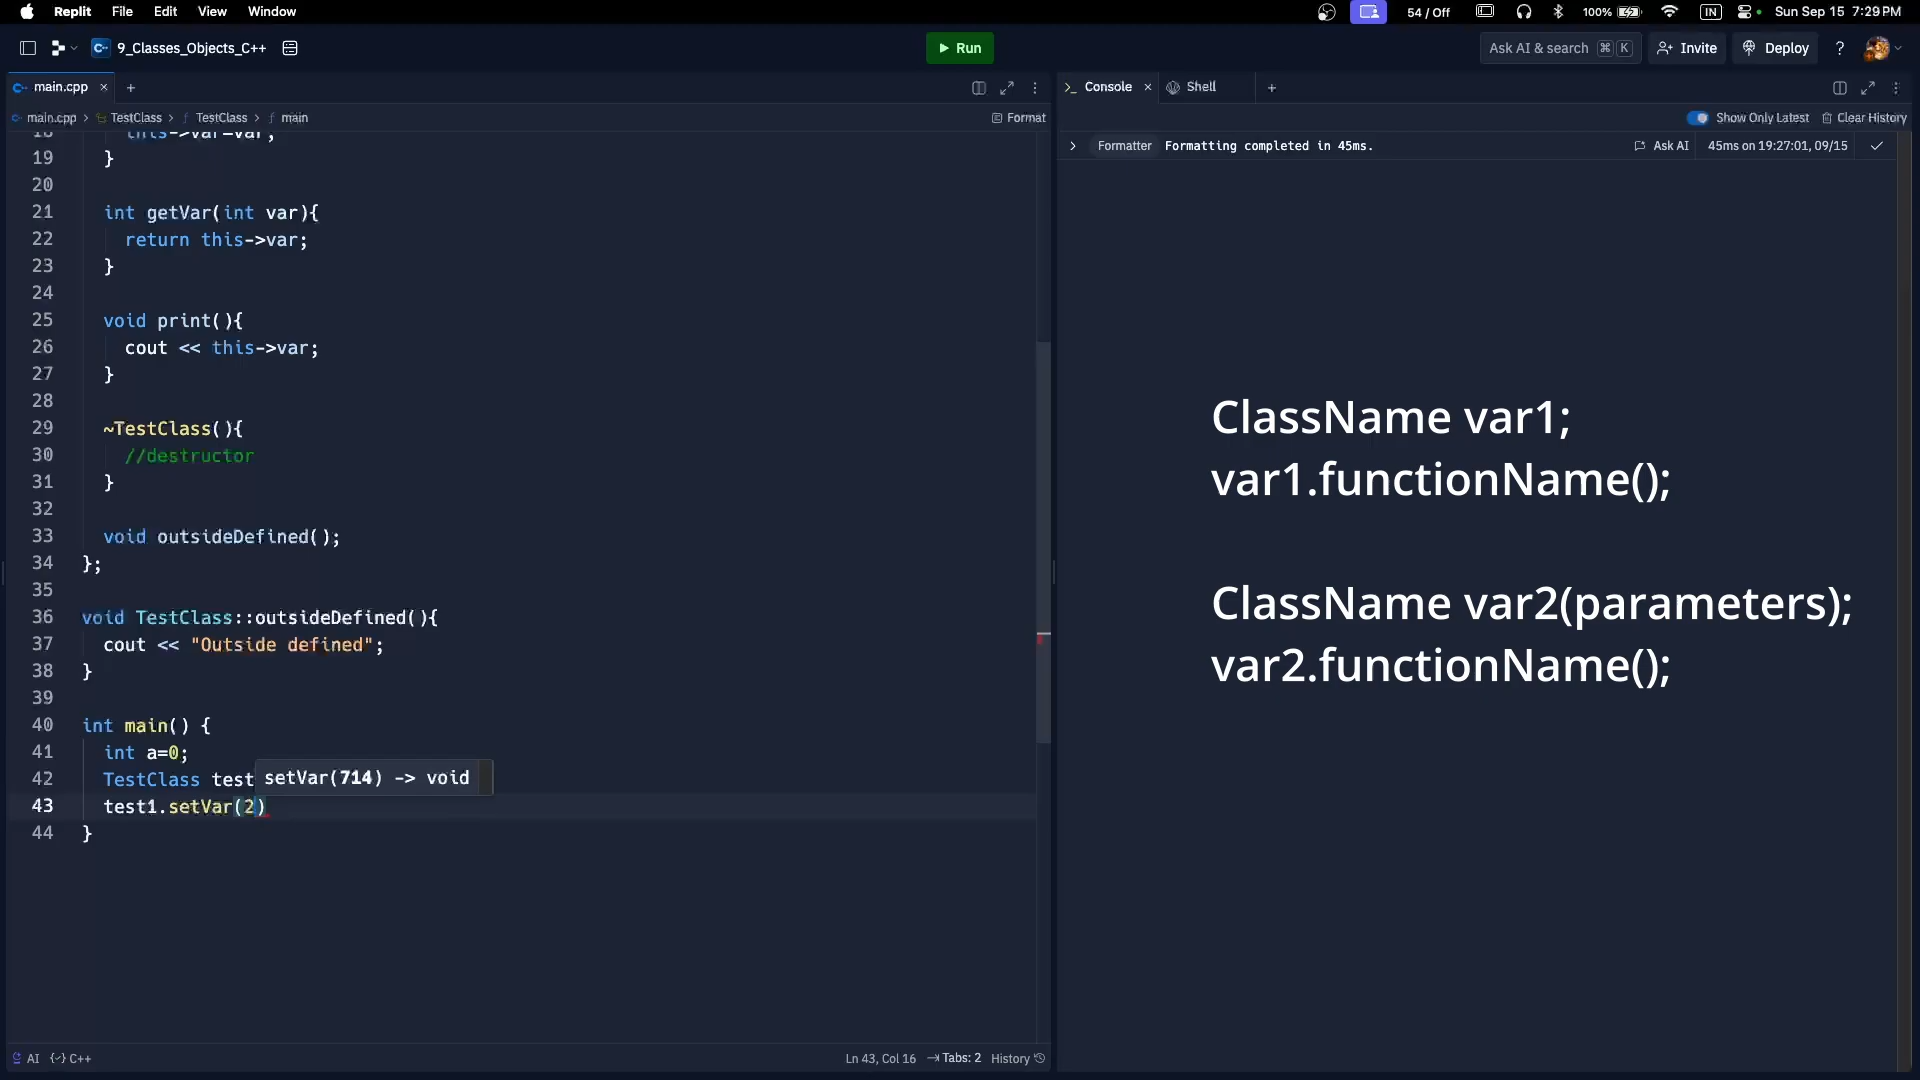 Replit File Edit View Window 54 / Off 100% IN Sun Sep 15 7:29 PM
9_Classes_Objects_C++ Run Ask AI & search ⌘ K Invite Deploy ?
main.cpp × + Console × Shell +
main.cpp > TestClass > TestClass > main Format Show Only Latest Clear History
Formatter Formatting completed in 45ms. Ask AI 45ms on 19:27:01, 09/15
18 this->var=var;
19 }
20
21 int getVar(int var){
22 return this->var;
23 }
24
25 void print(){
26 cout << this->var;
27 }
28
29 ~TestClass(){
30 //destructor
31 }
32
33 void outsideDefined();
34 };
35
36 void TestClass::outsideDefined(){
37 cout << "Outside defined";
38 }
39
40 int main() {
41 int a=0;
42 TestClass test
setVar(714) -> void
43 test1.setVar(2)
44 }
ClassName var1;
var1.functionName();
ClassName var2(parameters);
var2.functionName();
AI C++ Ln 43, Col 16 Tabs: 2 History